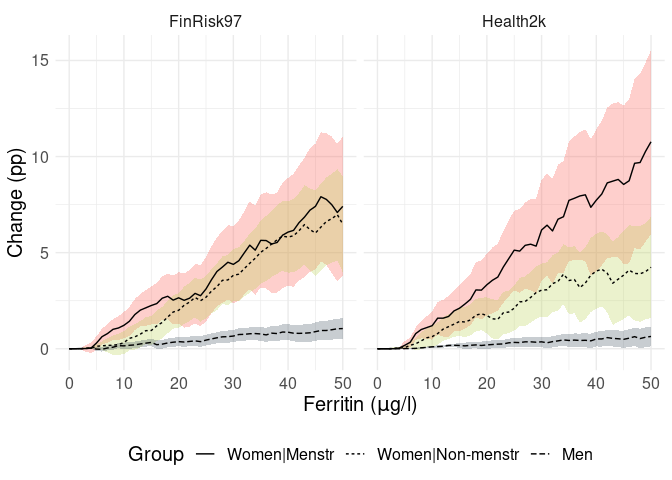 FinRisk97 Health2k
15
10
5
0
Change (pp)
0 10 20 30 40 50 0 10 20 30 40 50
Ferritin (µg/l)
Group Women|Menstr Women|Non-menstr Men